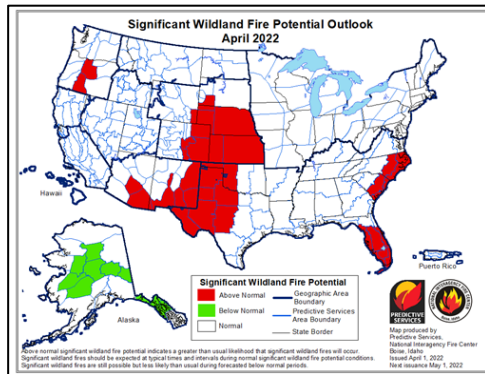 Significant Wildland Fire Potential Outlook
April 2022
Hawaii
Puerto Rico
Alaska
Significant Wildland Fire Potential
Above Normal
Below Normal
Normal
Geographic Area
Boundary
Predictive Services
Area Boundary
State Border
PREDICTIVE
SERVICES
Map produced by
Predictive Services,
National Interagency Fire Center
Boise, Idaho
Issued April 1, 2022
Next issuance May 1, 2022
Above normal significant wildland fire potential indicates a greater than usual likelihood that significant wildland fires will occur.
Significant wildland fires should be expected at typical times and intervals during normal significant wildland fire potential conditions.
Significant wildland fires are still possible but less likely than usual during forecasted below normal periods.